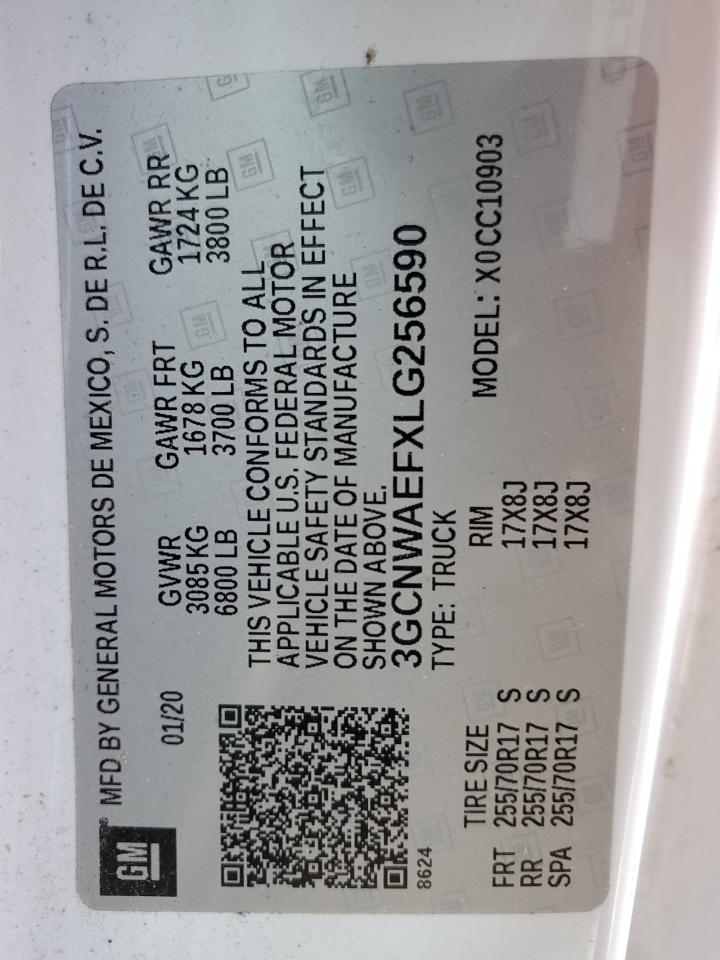 GM
MFD BY GENERAL MOTORS DE MEXICO, S. DE R.L. DE C.V.
01/20
GVWR GAWR FRT GAWR RR
3085 KG 1678 KG 1724 KG
6800 LB 3700 LB 3800 LB
THIS VEHICLE CONFORMS TO ALL
APPLICABLE U.S. FEDERAL MOTOR
VEHICLE SAFETY STANDARDS IN EFFECT
ON THE DATE OF MANUFACTURE
SHOWN ABOVE.
3GCNWAEFXLG256590
TYPE: TRUCK
8624
MODEL: X0CC10903
TIRE SIZE RIM
FRT 255/70R17 S 17X8J
RR 255/70R17 S 17X8J
SPA 255/70R17 S 17X8J